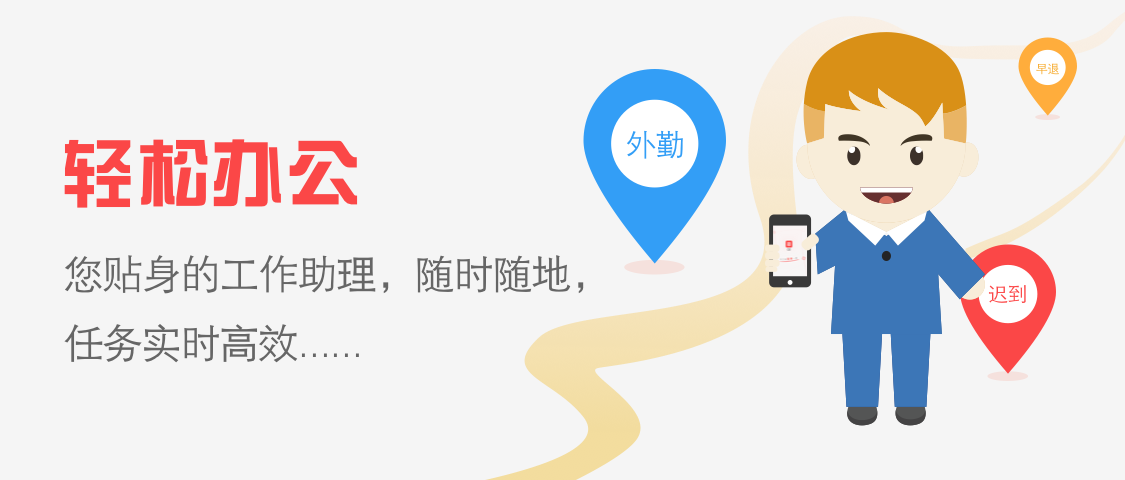 轻松办公
您贴身的工作助理，随时随地，
任务实时高效......
外勤
早退
迟到